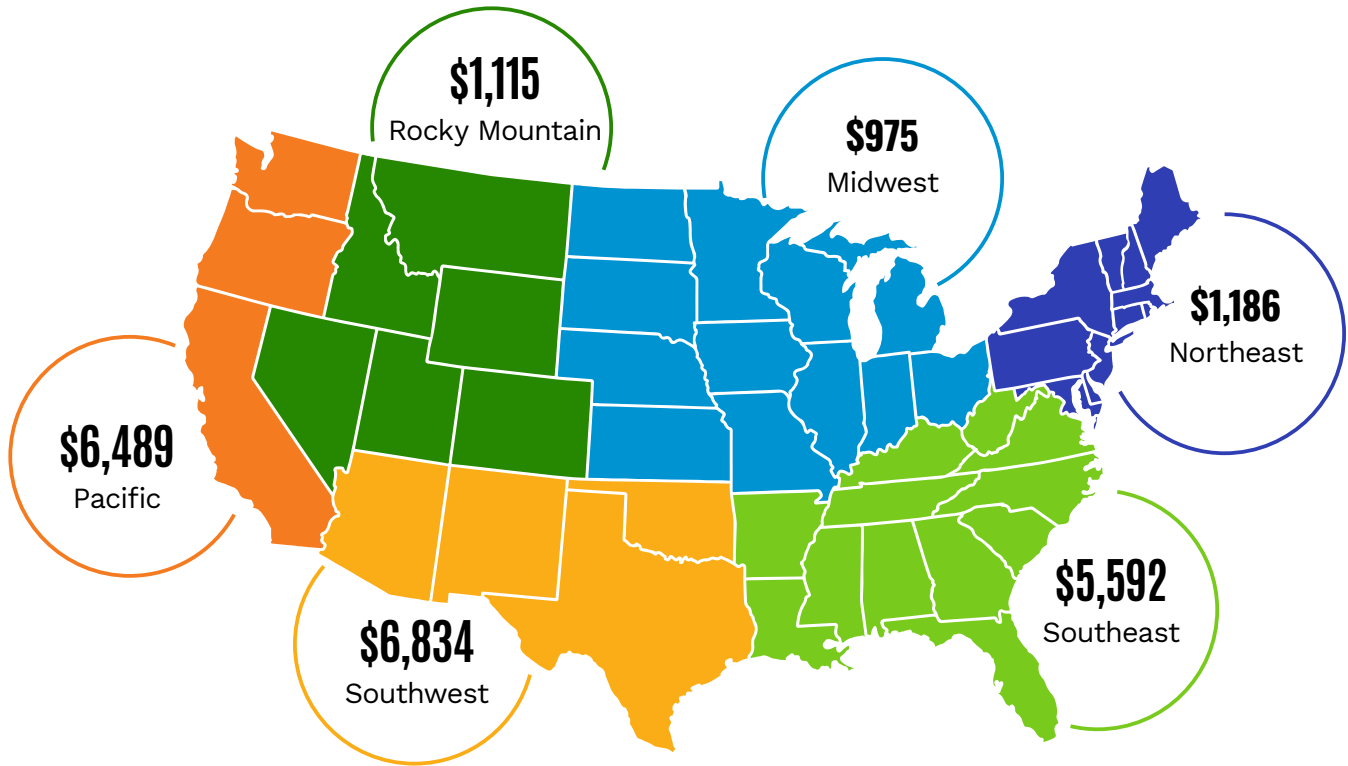 $1,115
Rocky Mountain
$975
Midwest
$1,186
Northeast
$6,489
Pacific
$5,592
Southeast
$6,834
Southwest